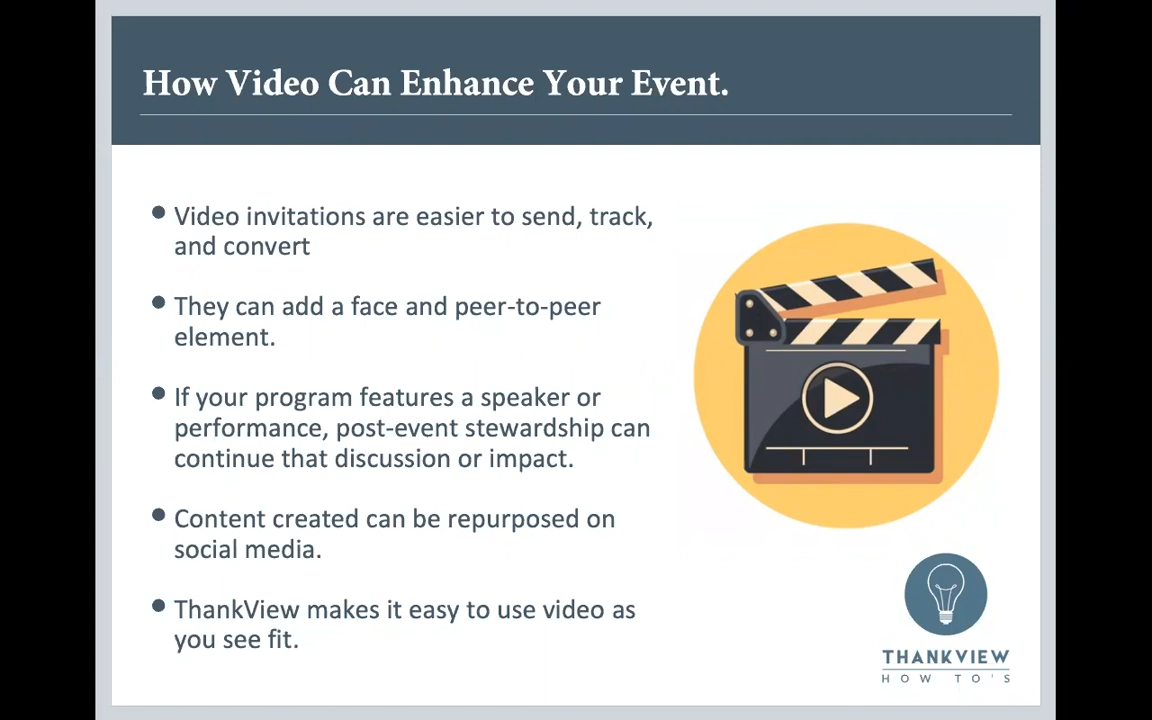 How Video Can Enhance Your Event.
• Video invitations are easier to send, track,
and convert
• They can add a face and peer-to-peer
element.
• If your program features a speaker or
performance, post-event stewardship can
continue that discussion or impact.
• Content created can be repurposed on
social media.
• ThankView makes it easy to use video as
you see fit.
THANKVIEW
HOW TO'S